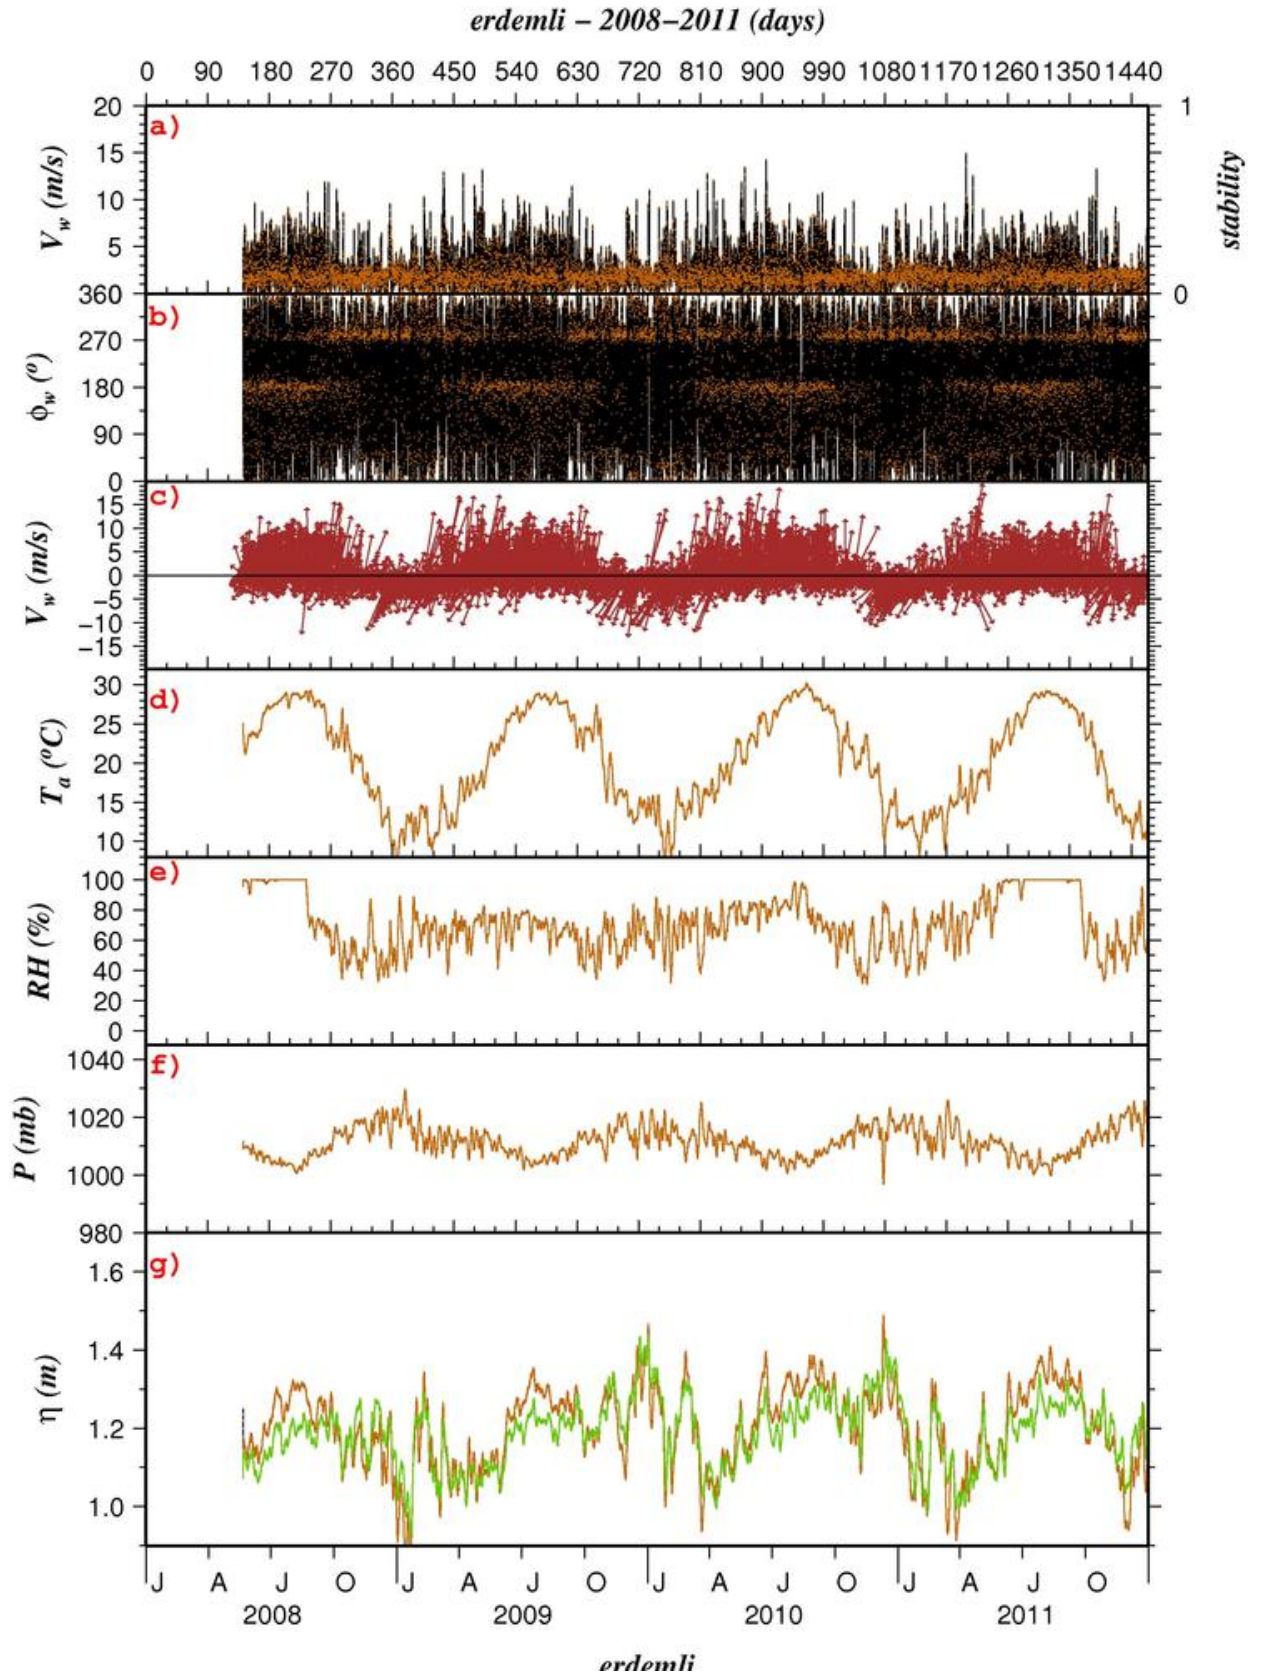 erdemli – 2008–2011 (days)
0 90 180 270 360 450 540 630 720 810 900 990 1080 1170 1260 1350 1440
a)
V_w (m/s)
20
15
10
5
1
0
stability
b)
ϕ_w (º)
360
270
180
90
0
c)
V_w (m/s)
15
10
5
0
−5
−10
−15
d)
T_a (ºC)
30
25
20
15
10
e)
RH (%)
100
80
60
40
20
0
f)
P (mb)
1040
1020
1000
980
g)
η (m)
1.6
1.4
1.2
1.0
J A J O J A J O J A J O J A J O
2008 2009 2010 2011
erdemli